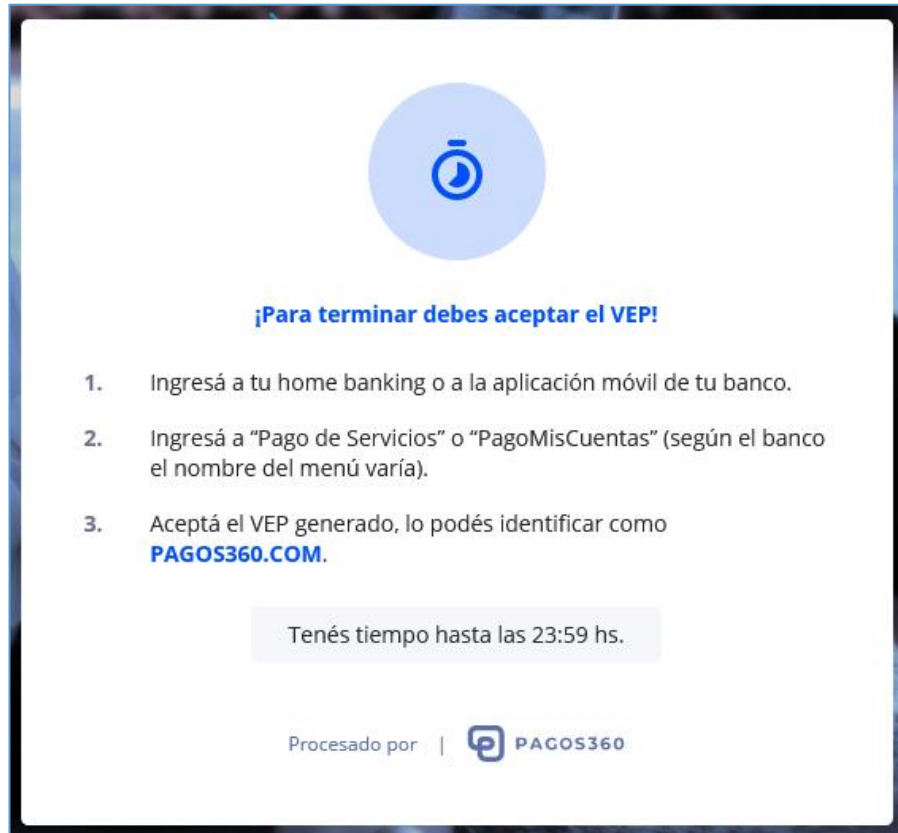 ¡Para terminar debes aceptar el VEP!
1. Ingresá a tu home banking o a la aplicación móvil de tu banco.
2. Ingresá a “Pago de Servicios” o “PagoMisCuentas” (según el banco
el nombre del menú varía).
3. Aceptá el VEP generado, lo podés identificar como
PAGOS360.COM.
Tenés tiempo hasta las 23:59 hs.
Procesado por | PAGOS360